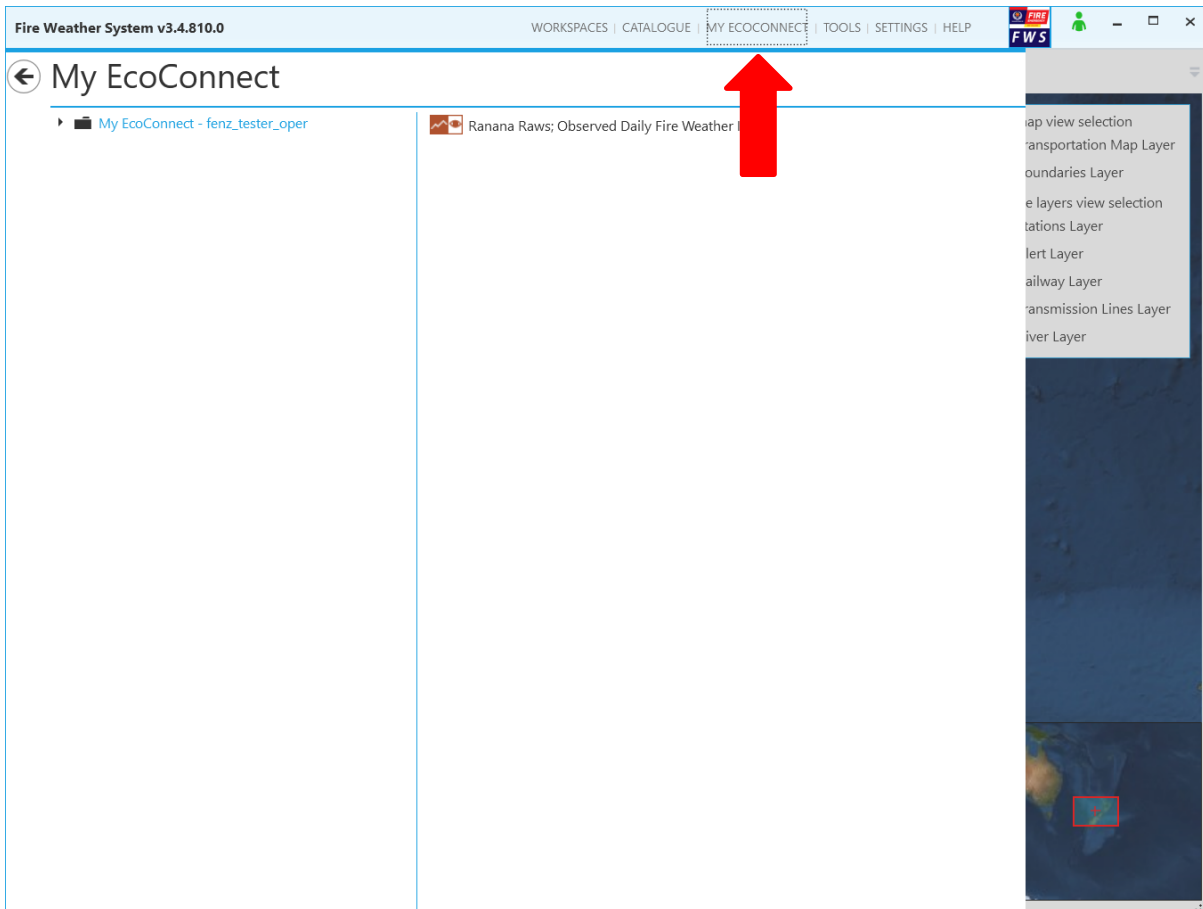 Fire Weather System v3.4.810.0
WORKSPACES | CATALOGUE | MY ECOCONNECT | TOOLS | SETTINGS | HELP
FIRE
FWS
My EcoConnect
My EcoConnect - fenz_tester_oper
Ranana Raws; Observed Daily Fire Weather I
ap view selection
ransportation Map Layer
oundaries Layer
e layers view selection
tations Layer
lert Layer
ailway Layer
ransmission Lines Layer
iver Layer